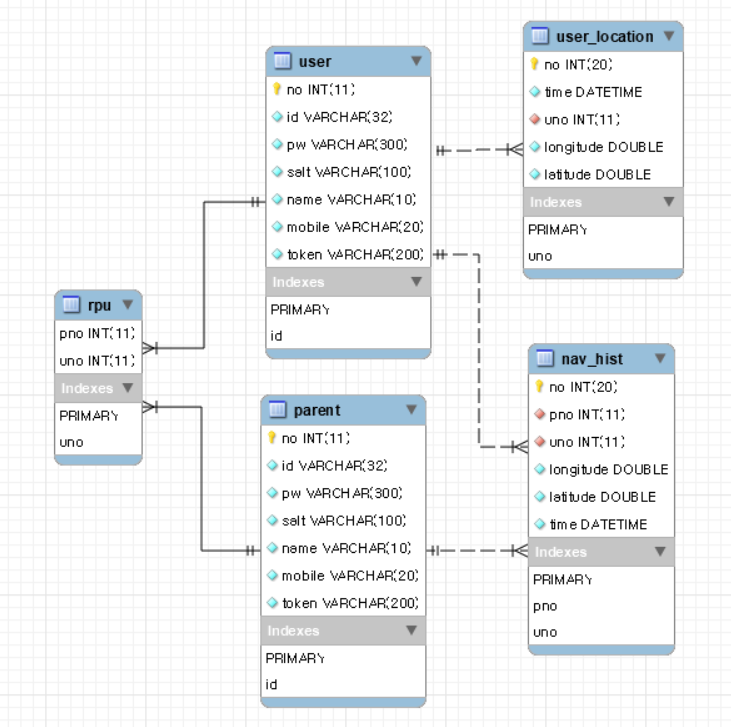 user
no INT(11)
id VARCHAR(32)
pw VARCHAR(300)
salt VARCHAR(100)
name VARCHAR(10)
mobile VARCHAR(20)
token VARCHAR(200)
Indexes
PRIMARY
id
user_location
no INT(20)
time DATETIME
uno INT(11)
longitude DOUBLE
latitude DOUBLE
Indexes
PRIMARY
uno
rpu
pno INT(11)
uno INT(11)
Indexes
PRIMARY
uno
parent
no INT(11)
id VARCHAR(32)
pw VARCHAR(300)
salt VARCHAR(100)
name VARCHAR(10)
mobile VARCHAR(20)
token VARCHAR(200)
Indexes
PRIMARY
id
nav_hist
no INT(20)
pno INT(11)
uno INT(11)
longitude DOUBLE
latitude DOUBLE
time DATETIME
Indexes
PRIMARY
pno
uno